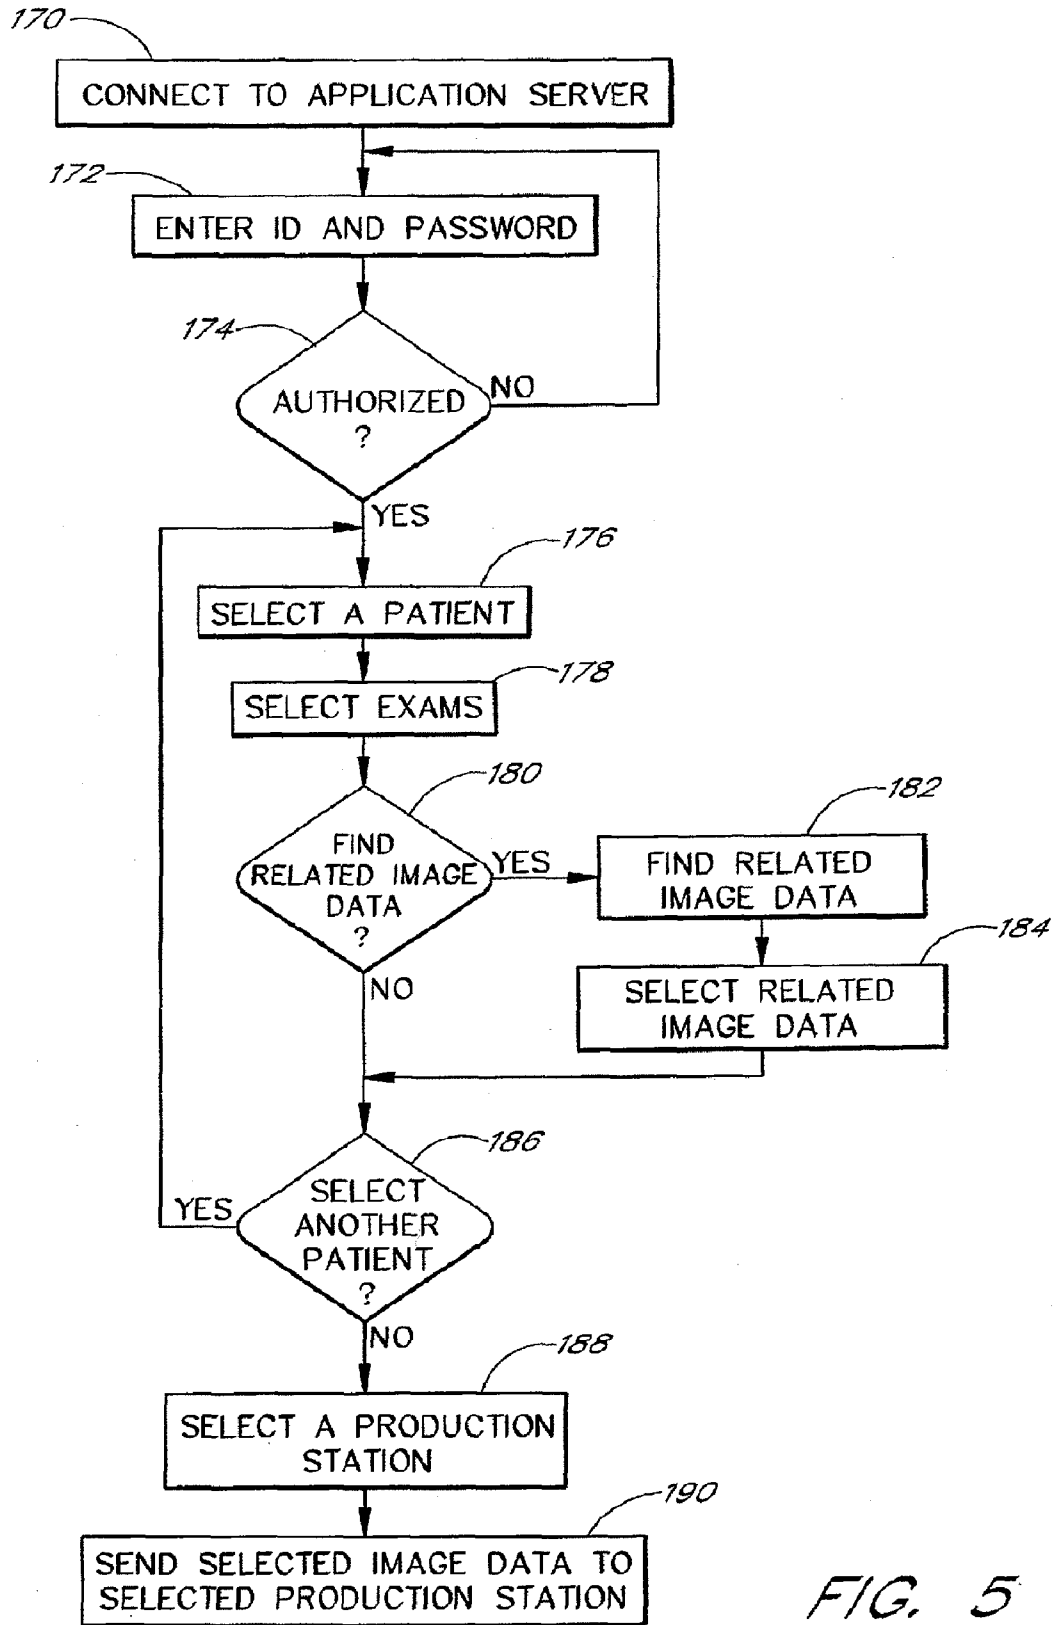 170
CONNECT TO APPLICATION SERVER
172
ENTER ID AND PASSWORD
174
AUTHORIZED
?
NO
YES
176
SELECT A PATIENT
178
SELECT EXAMS
180
FIND
RELATED IMAGE
DATA
?
YES
182
FIND RELATED
IMAGE DATA
184
SELECT RELATED
IMAGE DATA
NO
186
SELECT
ANOTHER
PATIENT
?
YES
NO
188
SELECT A PRODUCTION
STATION
190
SEND SELECTED IMAGE DATA TO
SELECTED PRODUCTION STATION
FIG. 5